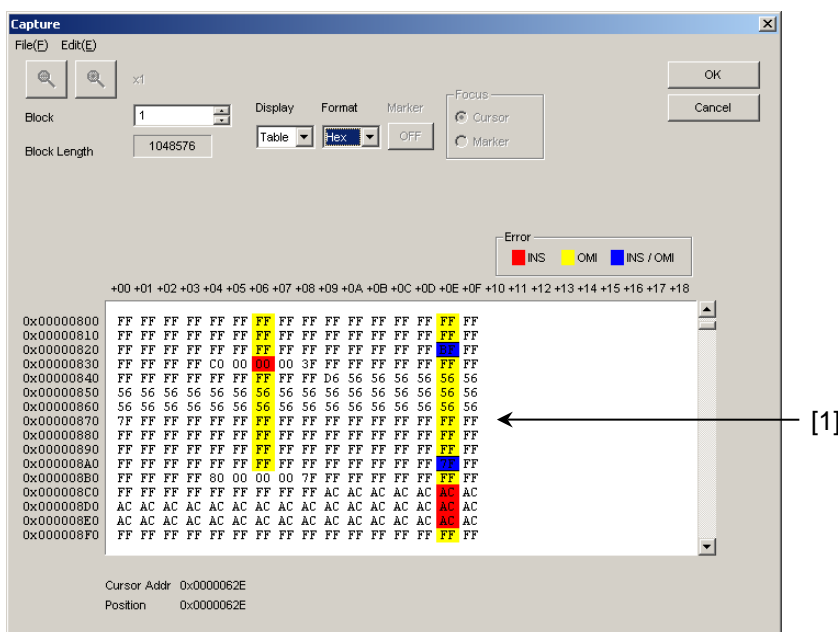 Capture
File(F) Edit(E)
x1
OK
Cancel
Block
1
Display
Format
Marker
Focus
Table
Hex
OFF
Cursor
Marker
Block Length
1048576
Error
INS
OMI
INS / OMI
+00 +01 +02 +03 +04 +05 +06 +07 +08 +09 +0A +0B +0C +0D +0E +0F +10 +11 +12 +13 +14 +15 +16 +17 +18
0x00000800 FF FF FF FF FF FF FF FF FF FF FF FF FF FF FF FF
0x00000810 FF FF FF FF FF FF FF FF FF FF FF FF FF FF FF FF
0x00000820 FF FF FF FF FF FF FF FF FF FF FF FF FF FF FF
0x00000830 FF FF FF FF C0 00 00 00 3F FF FF FF FF FF FF FF
0x00000840 FF FF FF FF FF FF FF FF FF D6 56 56 56 56 56 56
0x00000850 56 56 56 56 56 56 56 56 56 56 56 56 56 56 56 56
0x00000860 56 56 56 56 56 56 56 56 56 56 56 56 56 56 56 56
0x00000870 7F FF FF FF FF FF FF FF FF FF FF FF FF FF FF FF
[1]
0x00000880 FF FF FF FF FF FF FF FF FF FF FF FF FF FF FF FF
0x00000890 FF FF FF FF FF FF FF FF FF FF FF FF FF FF FF FF
0x000008A0 FF FF FF FF FF FF FF FF FF FF FF FF FF FF 7F FF
0x000008B0 FF FF FF FF 80 00 00 00 7F FF FF FF FF FF FF FF
0x000008C0 FF FF FF FF FF FF FF FF FF AC AC AC AC AC AC AC
0x000008D0 AC AC AC AC AC AC AC AC AC AC AC AC AC AC AC AC
0x000008E0 AC AC AC AC AC AC AC AC AC AC AC AC AC AC AC AC
0x000008F0 FF FF FF FF FF FF FF FF FF FF FF FF FF FF FF FF
Cursor Addr 0x0000062E
Position 0x0000062E